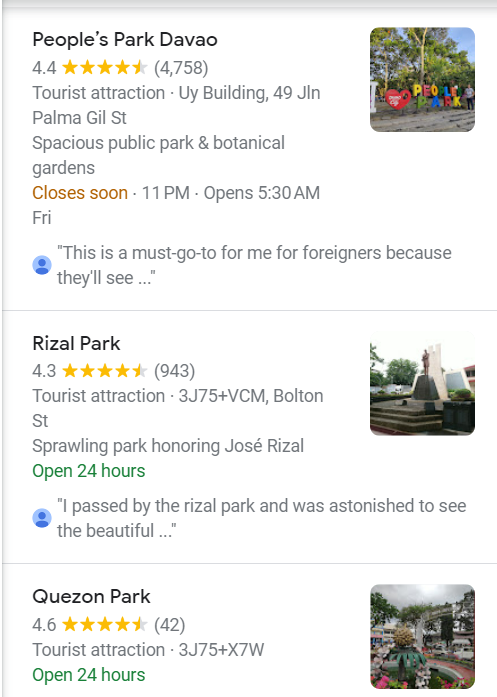 People's Park Davao
4.4 (4,758)
Tourist attraction · Uy Building, 49 Jln
Palma Gil St
Spacious public park & botanical
gardens
Closes soon · 11 PM · Opens 5:30 AM
Fri
"This is a must-go-to for me for foreigners because
they'll see ..."
PEOPLE'S
PARK
Rizal Park
4.3 (943)
Tourist attraction · 3J75+VCM, Bolton
St
Sprawling park honoring José Rizal
Open 24 hours
"I passed by the rizal park and was astonished to see
the beautiful ..."
Quezon Park
4.6 (42)
Tourist attraction · 3J75+X7W
Open 24 hours